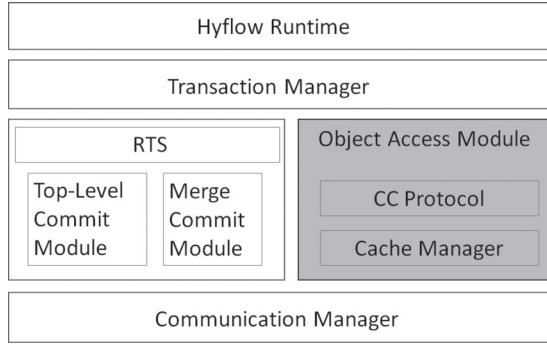 Hyflow Runtime
Transaction Manager
RTS
Top-Level
Commit
Module
Merge
Commit
Module
Object Access Module
CC Protocol
Cache Manager
Communication Manager